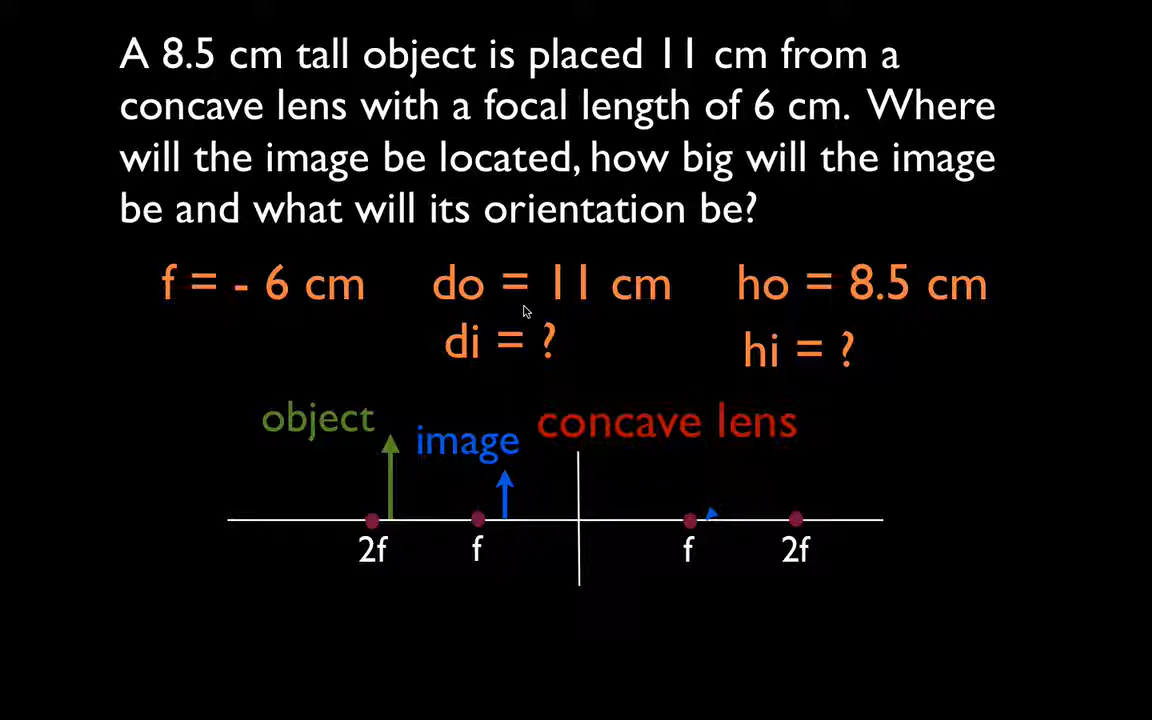 A 8.5 cm tall object is placed 11 cm from a
concave lens with a focal length of 6 cm. Where
will the image be located, how big will the image
be and what will its orientation be?
f = - 6 cm do = 11 cm ho = 8.5 cm
di = ? hi = ?
object image concave lens
2f f f 2f